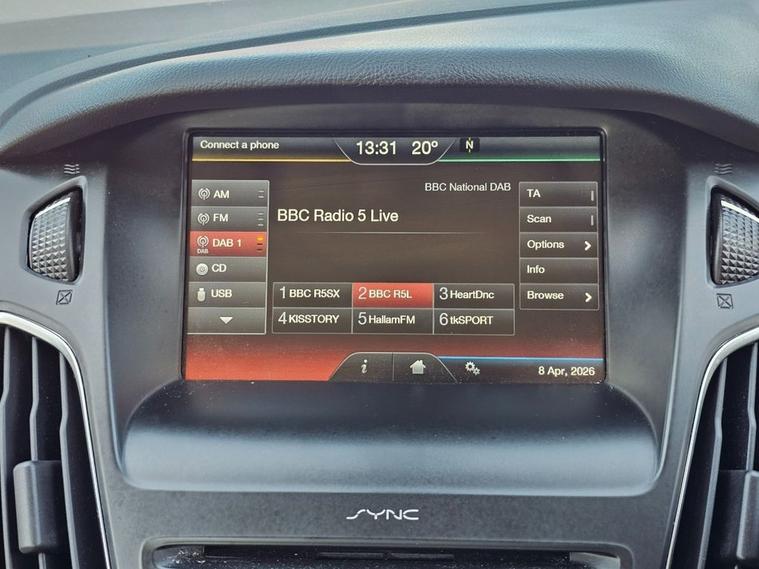 Connect a phone
13:31 20º N
BBC National DAB
BBC Radio 5 Live
AM
FM
DAB 1
DAB
CD
USB
TA
Scan
Options
Info
Browse
1 BBC R5SX 2 BBC R5L 3 HeartDnc
4 KISSTORY 5 HallamFM 6 tkSPORT
i
8 Apr, 2026
SYNC